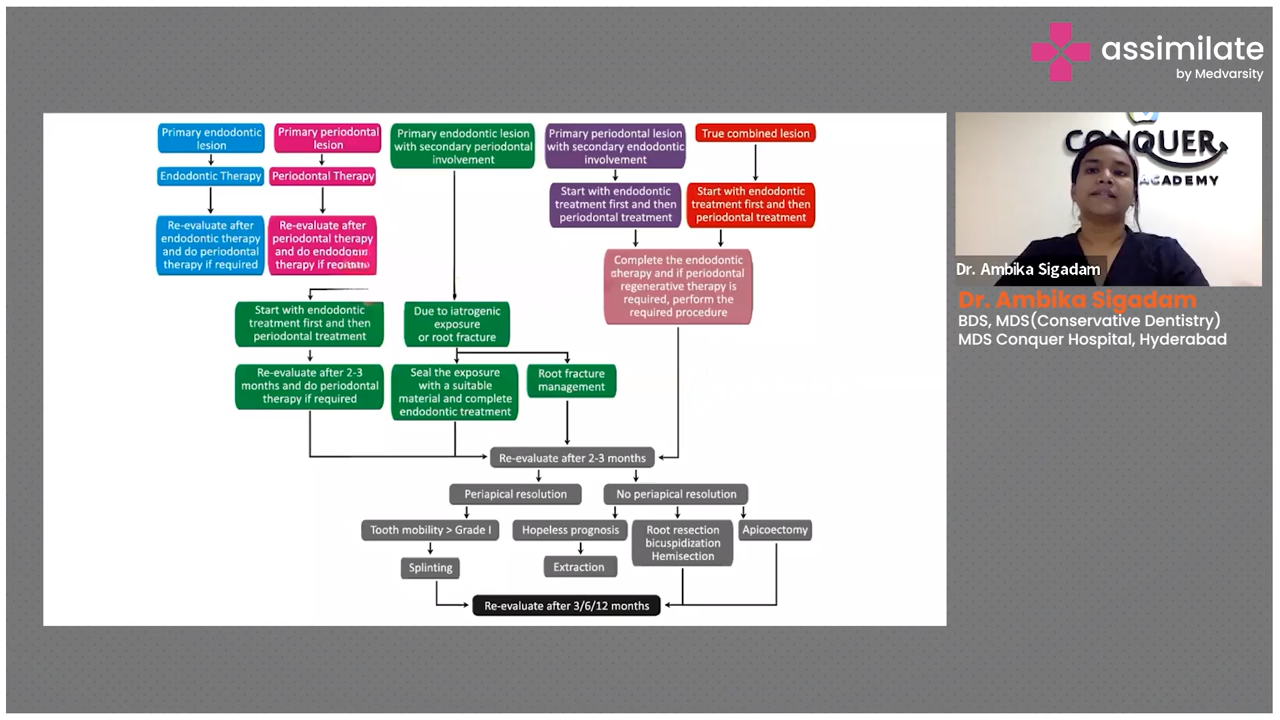 assimilate
by Medvarsity
Primary endodontic
lesion
Endodontic Therapy
Re-evaluate after
endodontic therapy
and do periodontal
therapy if required
Primary periodontal
lesion
Periodontal Therapy
Re-evaluate after
periodontal therapy
and do endodontic
therapy if required
Primary endodontic lesion
with secondary periodontal
involvement
Primary periodontal lesion
with secondary endodontic
involvement
Start with endodontic
treatment first and then
periodontal treatment
True combined lesion
Start with endodontic
treatment first and then
periodontal treatment
Complete the endodontic
therapy and if periodontal
regenerative therapy is
required, perform the
required procedure
Start with endodontic
treatment first and then
periodontal treatment
Due to iatrogenic
exposure
or root fracture
Re-evaluate after 2-3
months and do periodontal
therapy if required
Seal the exposure
with a suitable
material and complete
endodontic treatment
Root fracture
management
Re-evaluate after 2-3 months
Periapical resolution
No periapical resolution
Tooth mobility > Grade I
Hopeless prognosis
Root resection
bicuspidization
Hemisection
Apicoectomy
Splinting
Extraction
Re-evaluate after 3/6/12 months
CONQUER
ACADEMY
Dr. Ambika Sigadam
Dr. Ambika Sigadam
BDS, MDS(Conservative Dentistry)
MDS Conquer Hospital, Hyderabad